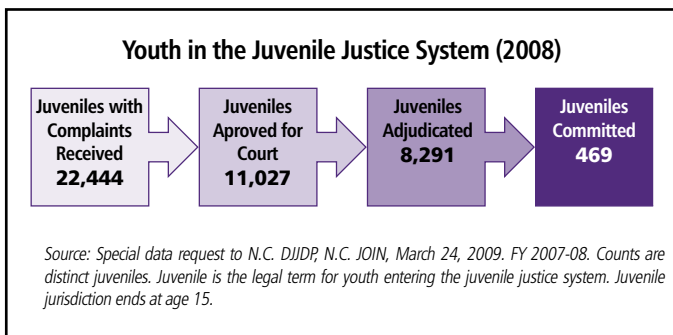 Youth in the Juvenile Justice System (2008)
Juveniles with
Complaints
Received
22,444
Juveniles
Aproved for
Court
11,027
Juveniles
Adjudicated
8,291
Juveniles
Committed
469
Source: Special data request to N.C. DJJDP, N.C. JOIN, March 24, 2009. FY 2007-08. Counts are
distinct juveniles. Juvenile is the legal term for youth entering the juvenile justice system. Juvenile
jurisdiction ends at age 15.